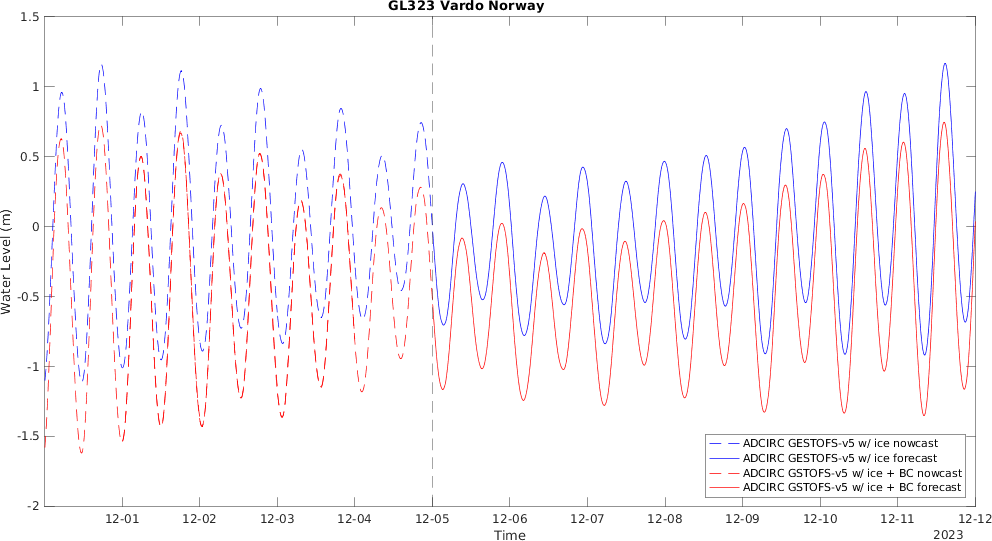 GL323 Vardo Norway
1.5
1
0.5
0
-0.5
-1
-1.5
-2
Water Level (m)
ADCIRC GESTOFS-v5 w/ ice nowcast
ADCIRC GESTOFS-v5 w/ ice forecast
ADCIRC GSTOFS-v5 w/ ice + BC nowcast
ADCIRC GSTOFS-v5 w/ ice + BC forecast
12-01 12-02 12-03 12-04 12-05 12-06 12-07 12-08 12-09 12-10 12-11 12-12
Time
2023